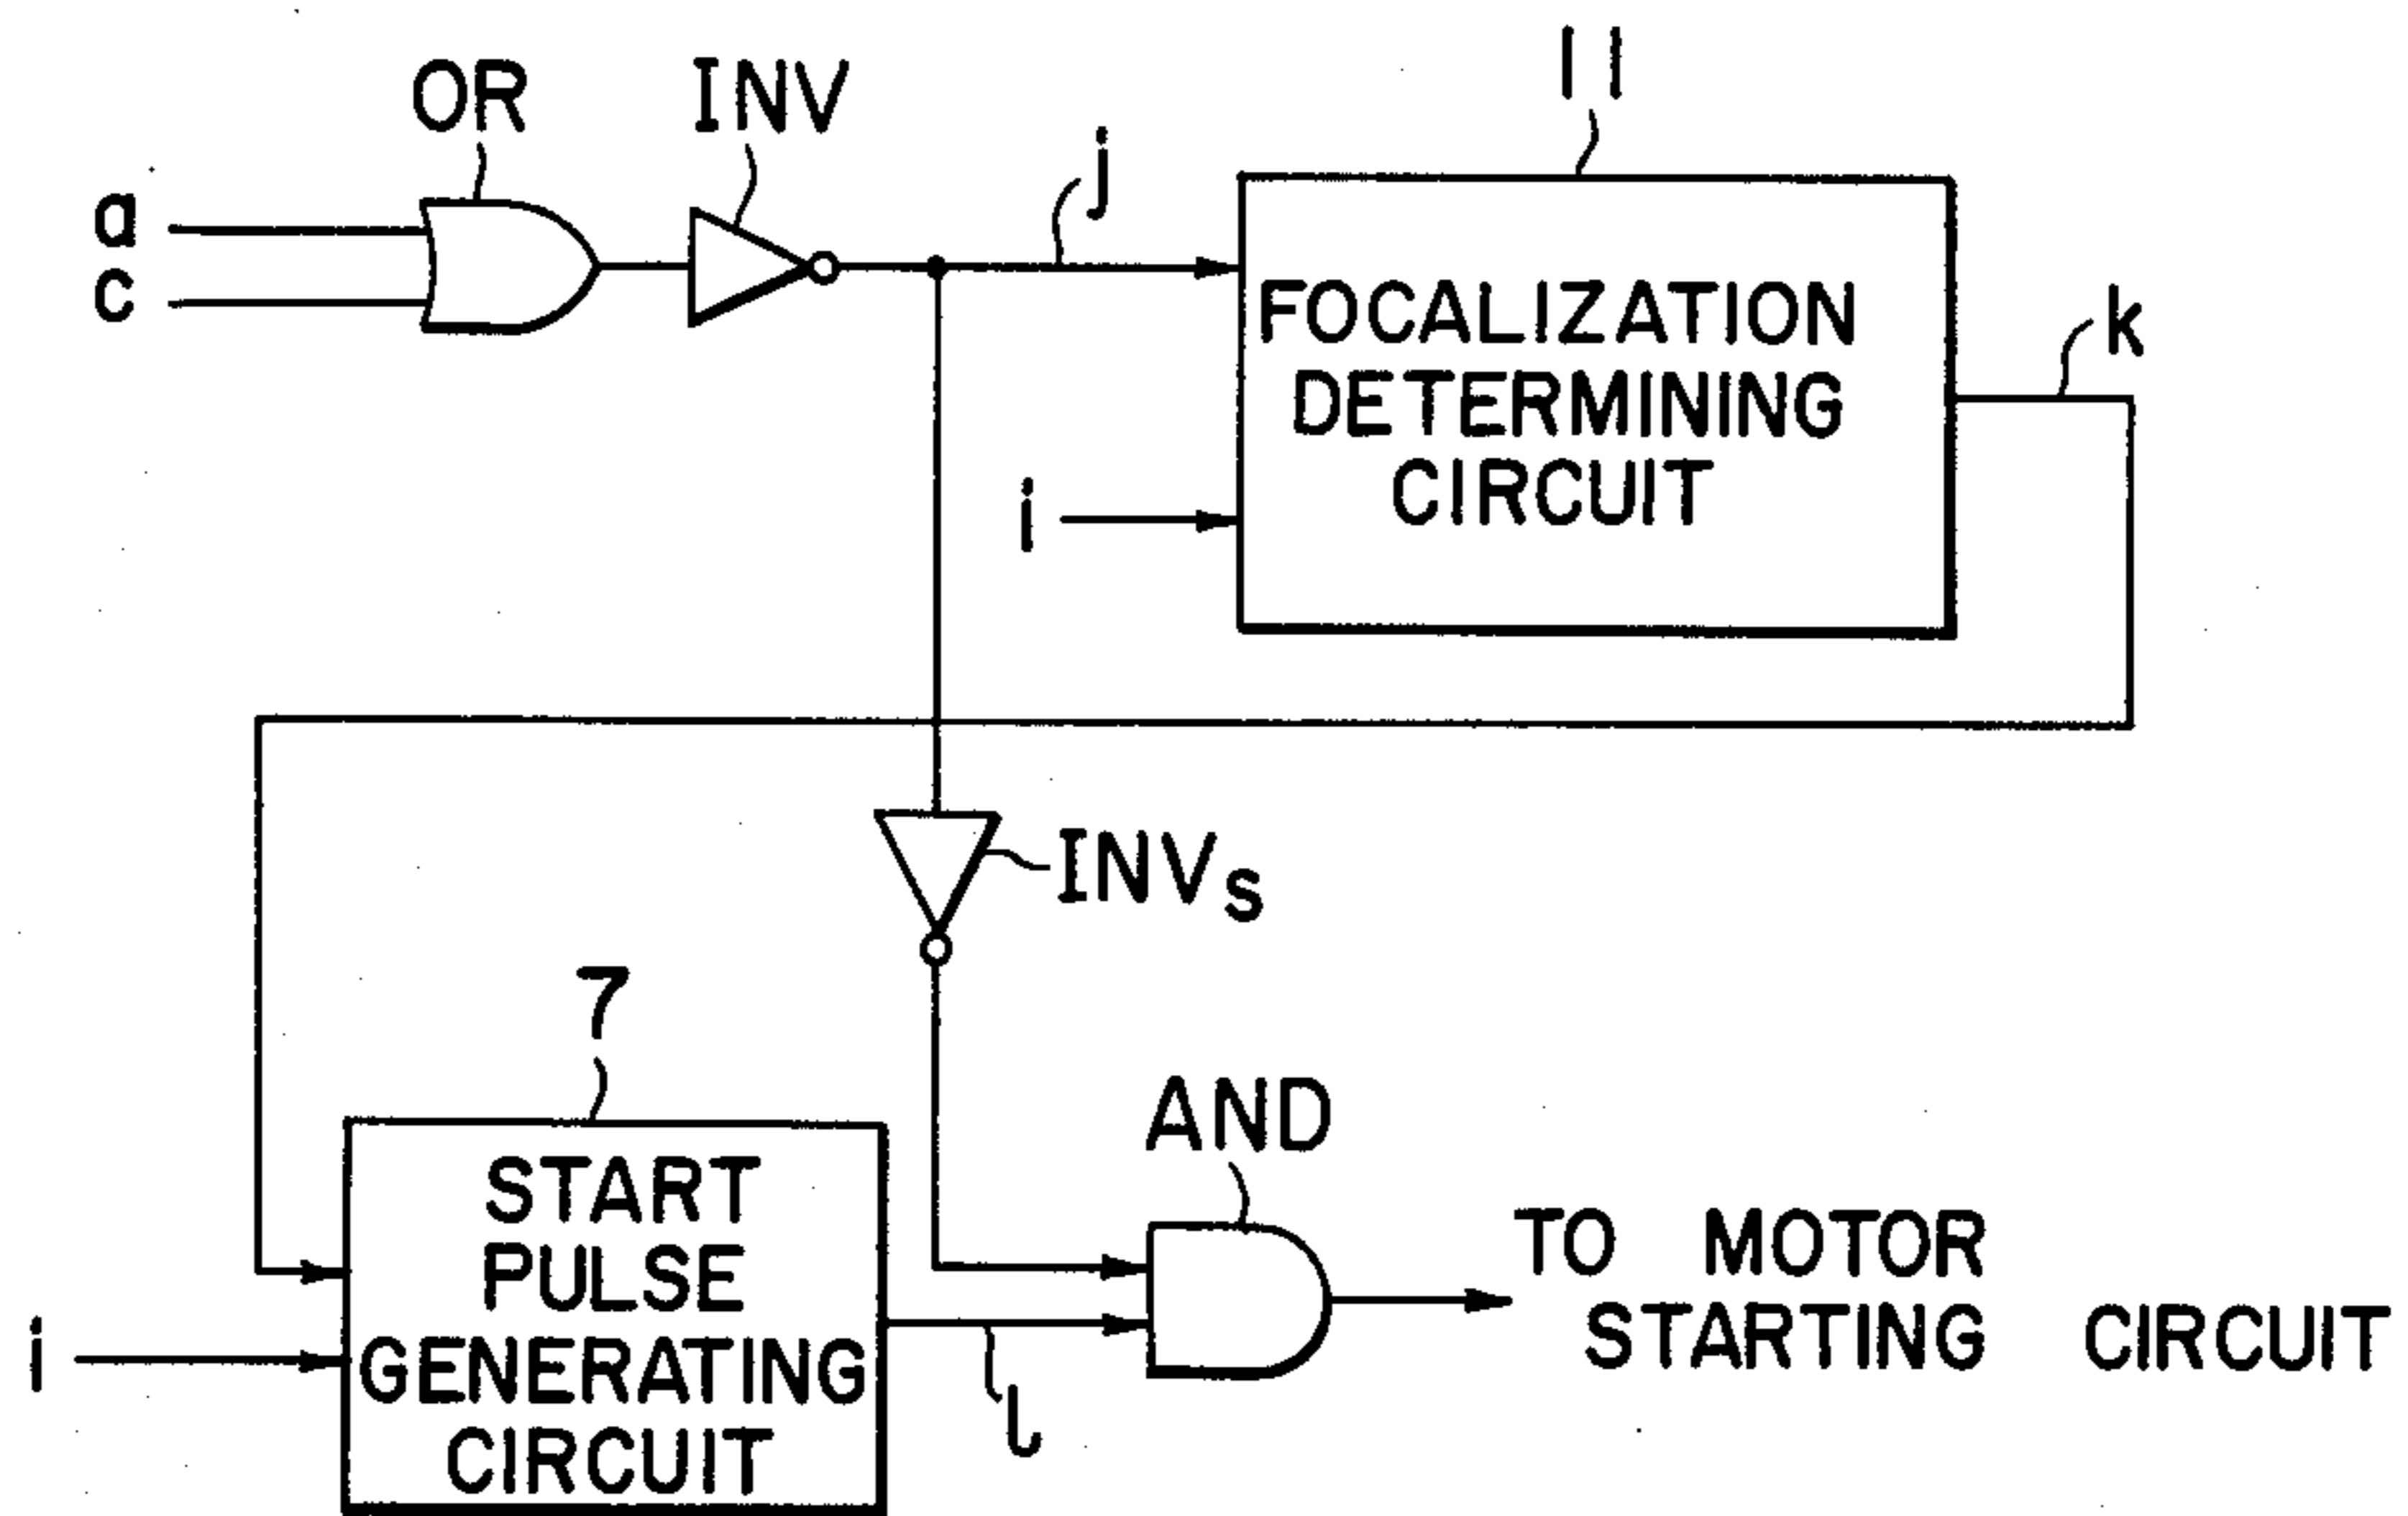 OR
INV
11
a
c
j
FOCALIZATION
DETERMINING
CIRCUIT
k
i
INVS
7
START
PULSE
GENERATING
CIRCUIT
AND
TO MOTOR
STARTING CIRCUIT
i
l